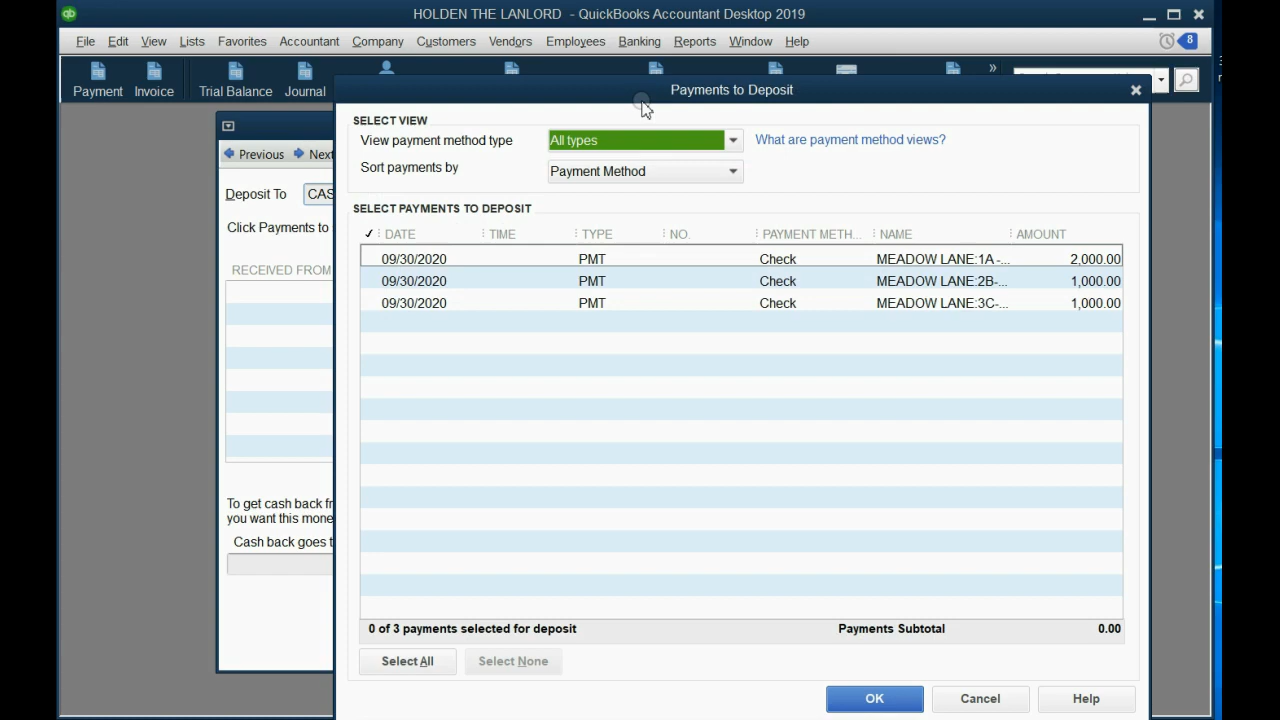 HOLDEN THE LANLORD - QuickBooks Accountant Desktop 2019
File Edit View Lists Favorites Accountant Company Customers Vendors Employees Banking Reports Window Help
8
Payment Invoice Trial Balance Journal
»
Payments to Deposit
SELECT VIEW
View payment method type All types What are payment method views?
Sort payments by Payment Method
Previous Next
Deposit To CAS
Click Payments to
RECEIVED FROM
SELECT PAYMENTS TO DEPOSIT
✓ DATE TIME TYPE NO. PAYMENT METH... NAME AMOUNT
09/30/2020 PMT Check MEADOW LANE:1A -... 2,000.00
09/30/2020 PMT Check MEADOW LANE:2B-... 1,000.00
09/30/2020 PMT Check MEADOW LANE:3C-... 1,000.00
To get cash back fr
you want this mone
Cash back goes t
0 of 3 payments selected for deposit Payments Subtotal 0.00
Select All Select None
OK Cancel Help